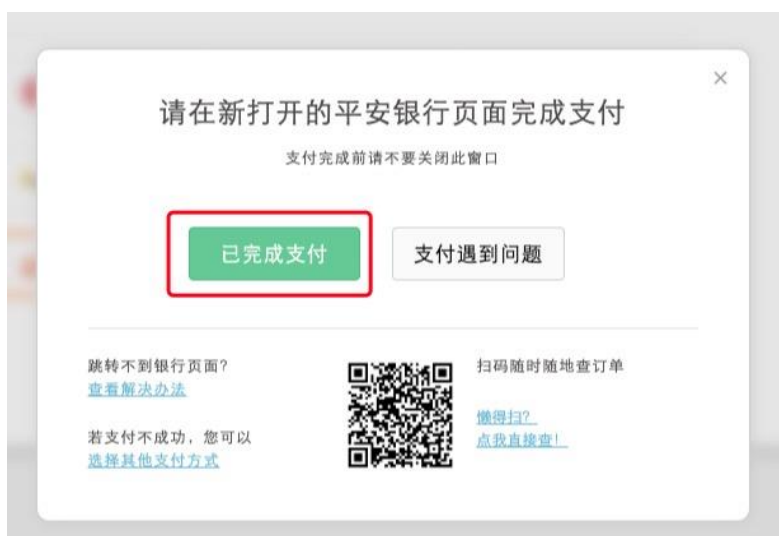 请在新打开的平安银行页面完成支付
支付完成前请不要关闭此窗口
已完成支付
支付遇到问题
跳转不到银行页面?
查看解决办法
若支付不成功，您可以
选择其他支付方式
扫码随时随地查订单
懒得扫?
点我直接查!